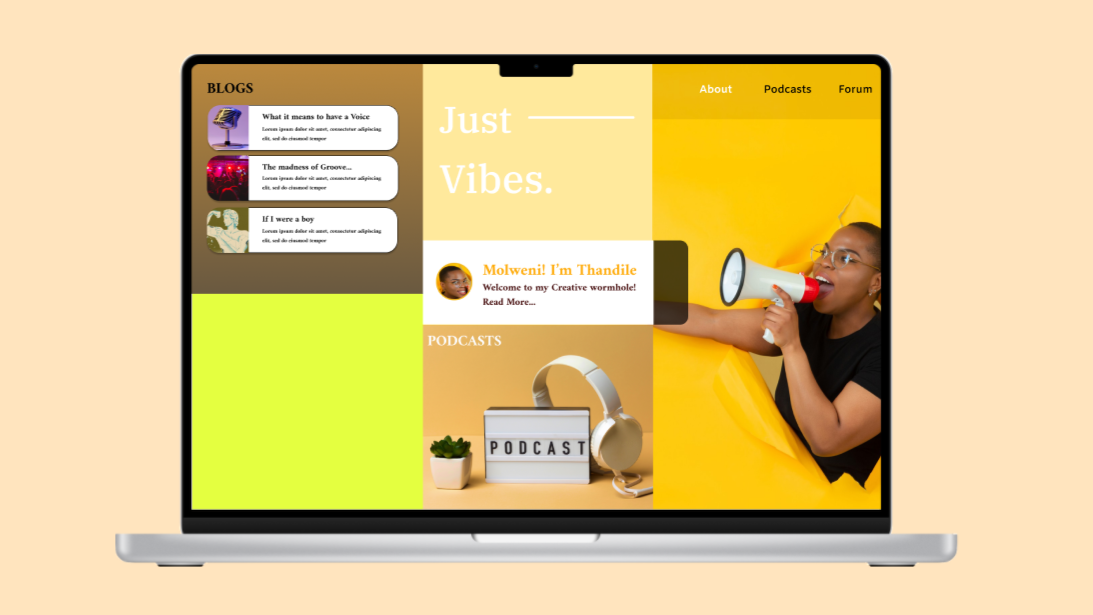 BLOGS
What it means to have a Voice
Lorem ipsum dolor sit amet, consectetur adipiscing
elit, sed do eiusmod tempor
The madness of Groove...
Lorem ipsum dolor sit amet, consectetur adipiscing
elit, sed do eiusmod tempor
If I were a boy
Lorem ipsum dolor sit amet, consectetur adipiscing
elit, sed do eiusmod tempor
Just
Vibes.
Molweni! I'm Thandile
Welcome to my Creative wormhole!
Read More...
PODCASTS
PODCAST
About Podcasts Forum